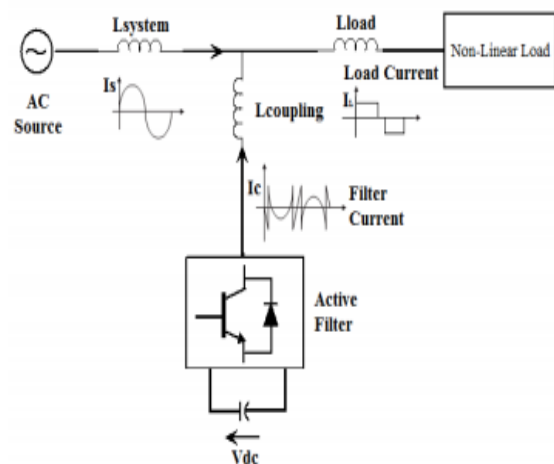 Lsystem
Lload
Non-Linear Load
Is
Load Current
AC
Source
Lcoupling
IL
Ic
Filter
Current
Active
Filter
Vdc